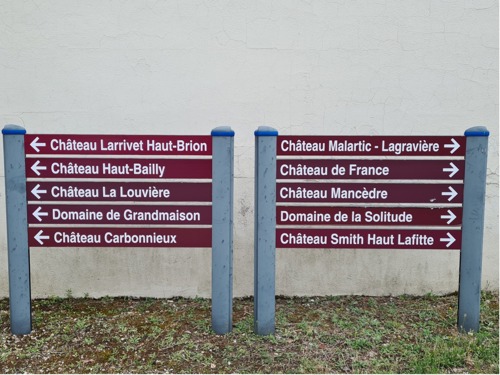 Château Larrivet Haut-Brion
Château Haut-Bailly
Château La Louvière
Domaine de Grandmaison
Château Carbonnieux
Château Malartic - Lagravière
Château de France
Château Mancèdre
Domaine de la Solitude
Château Smith Haut Lafitte